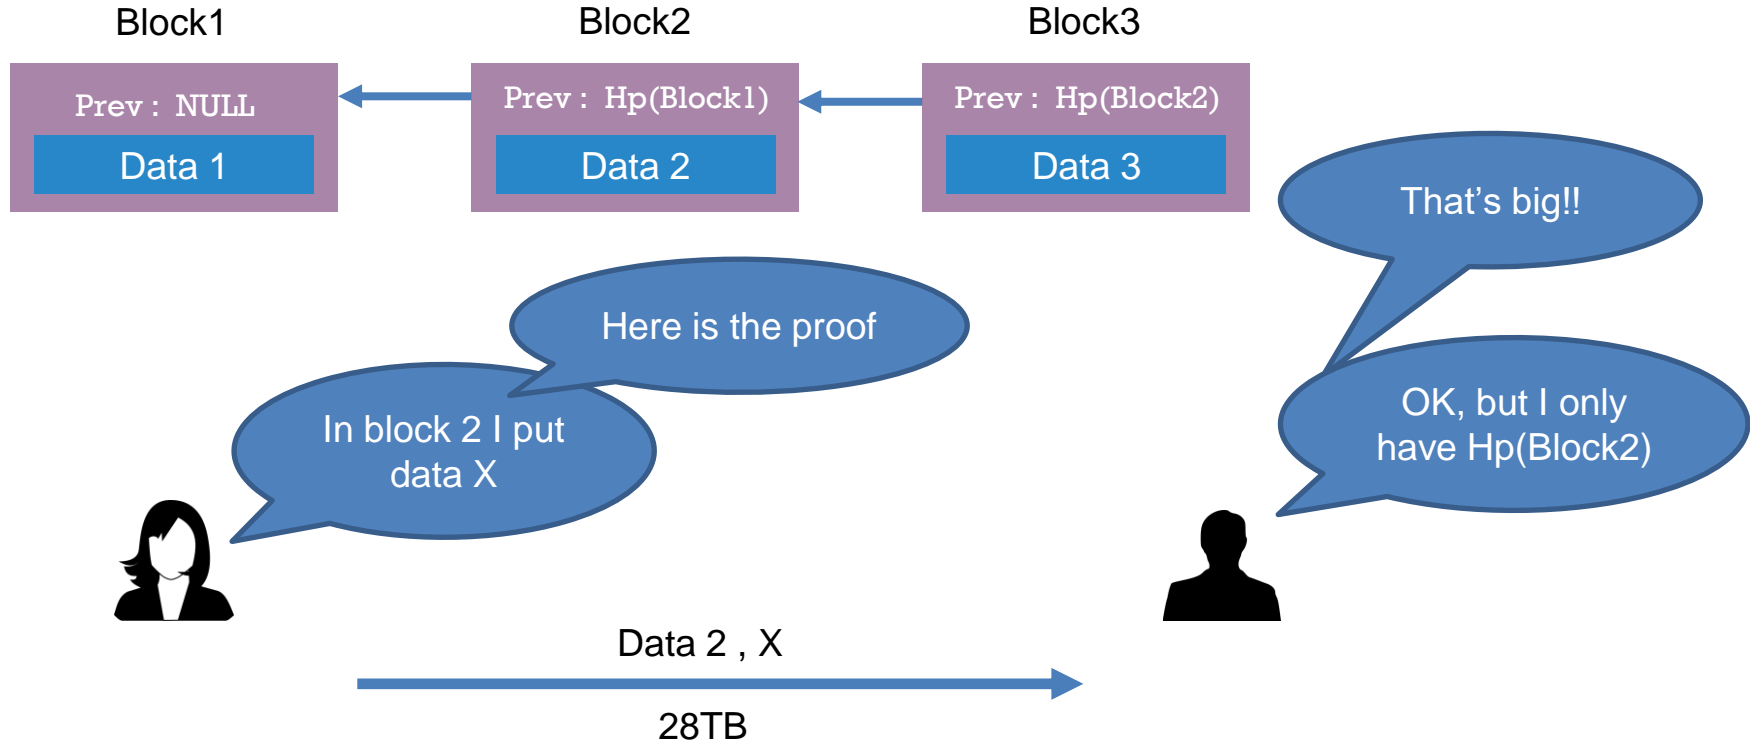 Block1
Block2
Block3
Prev : NULL
Prev : Hp(Block1)
Prev : Hp(Block2)
Data 1
Data 2
Data 3
That’s big!!
Here is the proof
OK, but I only
have Hp(Block2)
In block 2 I put
data X
Data 2 , X
28TB